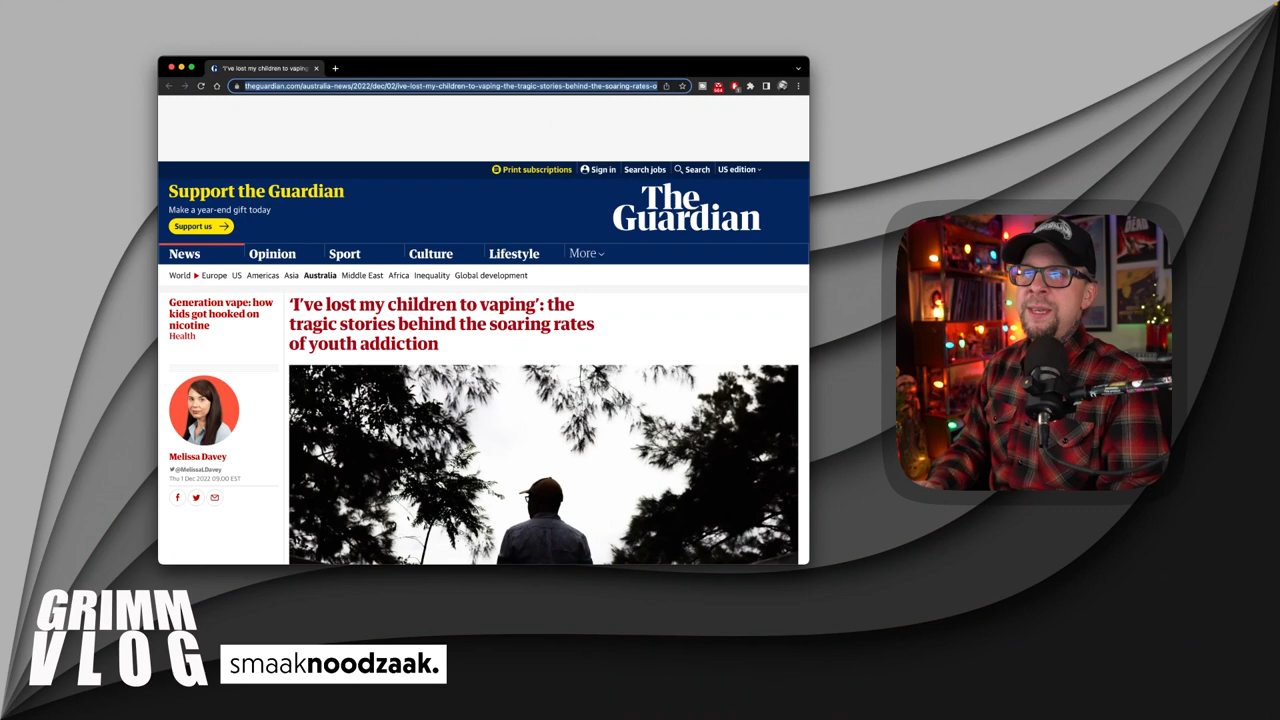 'I've lost my children to vaping
theguardian.com/australia-news/2022/dec/02/ive-lost-my-children-to-vaping-the-tragic-stories-behind-the-soaring-rates-o
Print subscriptions
Sign in
Search jobs
Search
US edition
Support the Guardian
Make a year-end gift today
Support us
The
Guardian
News
Opinion
Sport
Culture
Lifestyle
More
World
Europe
US
Americas
Asia
Australia
Middle East
Africa
Inequality
Global development
Generation vape: how
kids got hooked on
nicotine
Health
'I've lost my children to vaping': the
tragic stories behind the soaring rates
of youth addiction
Melissa Davey
@MelissaLDavey
Thu 1 Dec 2022 09.00 EST
GRIMM
VLOG
smaaknoodzaak.